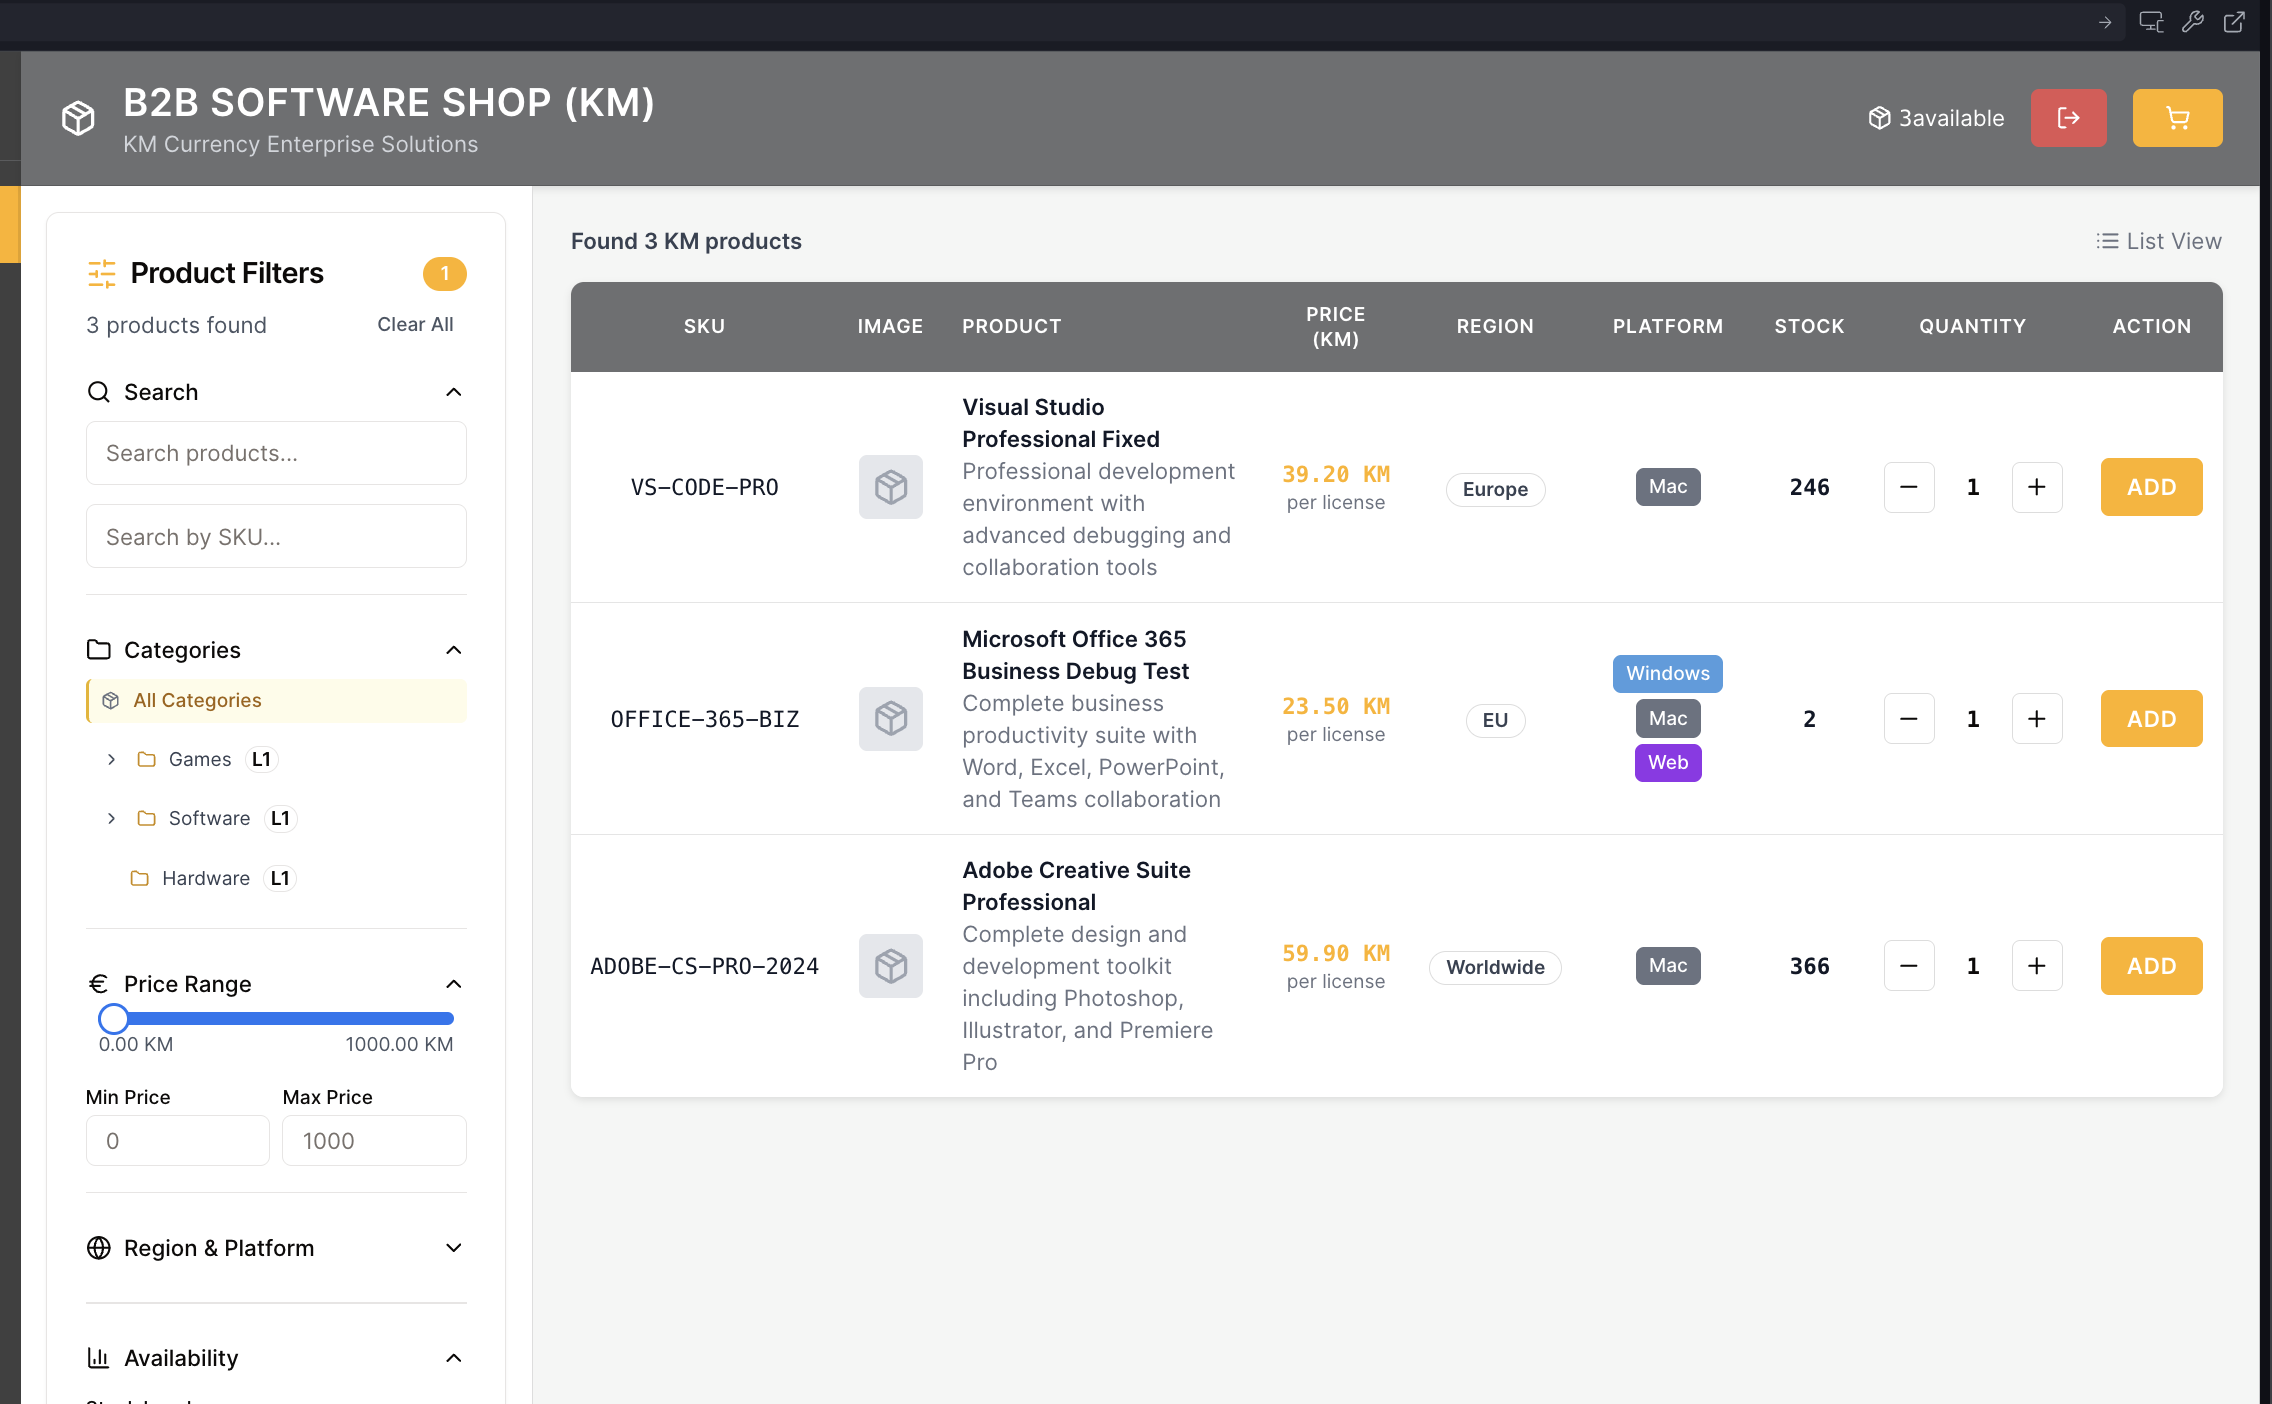 B2B SOFTWARE SHOP (KM)
KM Currency Enterprise Solutions
3available
Product Filters
1
3 products found
Clear All
Search
Search products...
Search by SKU...
Categories
All Categories
Games L1
Software L1
Hardware L1
Price Range
0.00 KM
1000.00 KM
Min Price
Max Price
0
1000
Region & Platform
Availability
Found 3 KM products
List View
SKU
IMAGE
PRODUCT
PRICE
(KM)
REGION
PLATFORM
STOCK
QUANTITY
ACTION
VS-CODE-PRO
Visual Studio
Professional Fixed
Professional development
environment with
advanced debugging and
collaboration tools
39.20 KM
per license
Europe
Mac
246
1
ADD
OFFICE-365-BIZ
Microsoft Office 365
Business Debug Test
Complete business
productivity suite with
Word, Excel, PowerPoint,
and Teams collaboration
23.50 KM
per license
EU
Windows
Mac
Web
2
1
ADD
ADOBE-CS-PRO-2024
Adobe Creative Suite
Professional
Complete design and
development toolkit
including Photoshop,
Illustrator, and Premiere
Pro
59.90 KM
per license
Worldwide
Mac
366
1
ADD